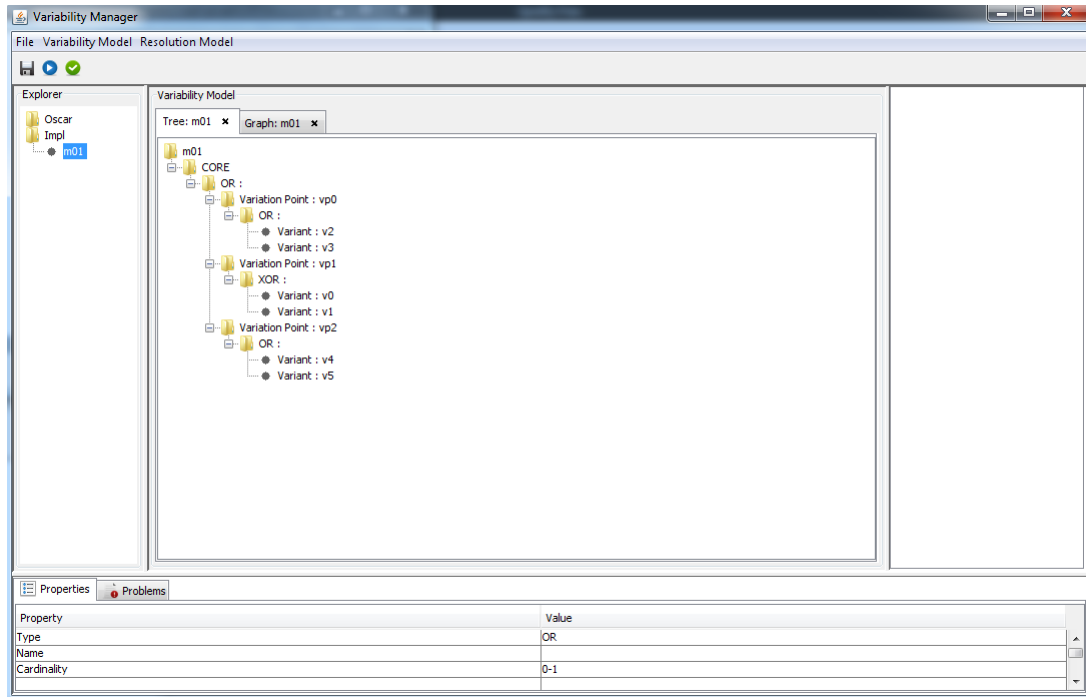 Variability Manager
File Variability Model Resolution Model
Explorer
Oscar
Impl
m01
Variability Model
Tree: m01
Graph: m01
m01
CORE
OR :
Variation Point : vp0
OR :
Variant : v2
Variant : v3
Variation Point : vp1
XOR :
Variant : v0
Variant : v1
Variation Point : vp2
OR :
Variant : v4
Variant : v5
Properties
Problems
Property Value
Type OR
Name
Cardinality 0-1